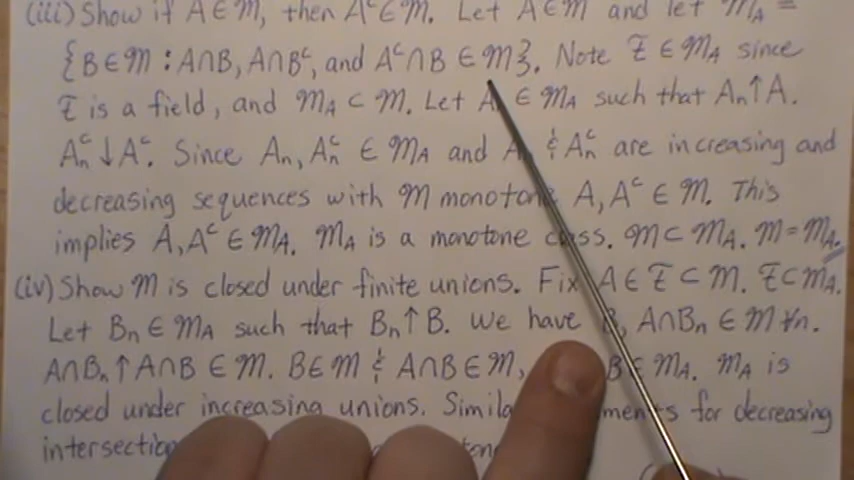 (iii) Show if A ∈ 𝓜, then Aᶜ ∈ 𝓜. Let A ∈ 𝓜 and let 𝓜_A =
{B ∈ 𝓜 : A∩B, A∩Bᶜ, and Aᶜ∩B ∈ 𝓜}. Note Ƶ ∈ 𝓜_A since
Ƶ is a field, and 𝓜_A ⊂ 𝓜. Let A ∈ 𝓜_A such that Aₙ↑A.
Aₙᶜ ↓ Aᶜ. Since Aₙ, Aₙᶜ ∈ 𝓜_A and & Aₙᶜ are increasing and
decreasing sequences with 𝓜 monotone A, Aᶜ ∈ 𝓜. This
implies A, Aᶜ ∈ 𝓜_A. 𝓜_A is a monotone class. 𝓜 ⊂ 𝓜_A. 𝓜 = 𝓜_A.
(iv) Show 𝓜 is closed under finite unions. Fix A ∈ Ƶ ⊂ 𝓜. Ƶ ⊂ 𝓜_A.
Let Bₙ ∈ 𝓜_A such that Bₙ↑B. We have A∩Bₙ ∈ 𝓜 ∀n.
A∩Bₙ ↑ A∩B ∈ 𝓜. B ∈ 𝓜 & A∩B ∈ 𝓜, B ∈ 𝓜_A. 𝓜_A is
closed under increasing unions. for decreasing